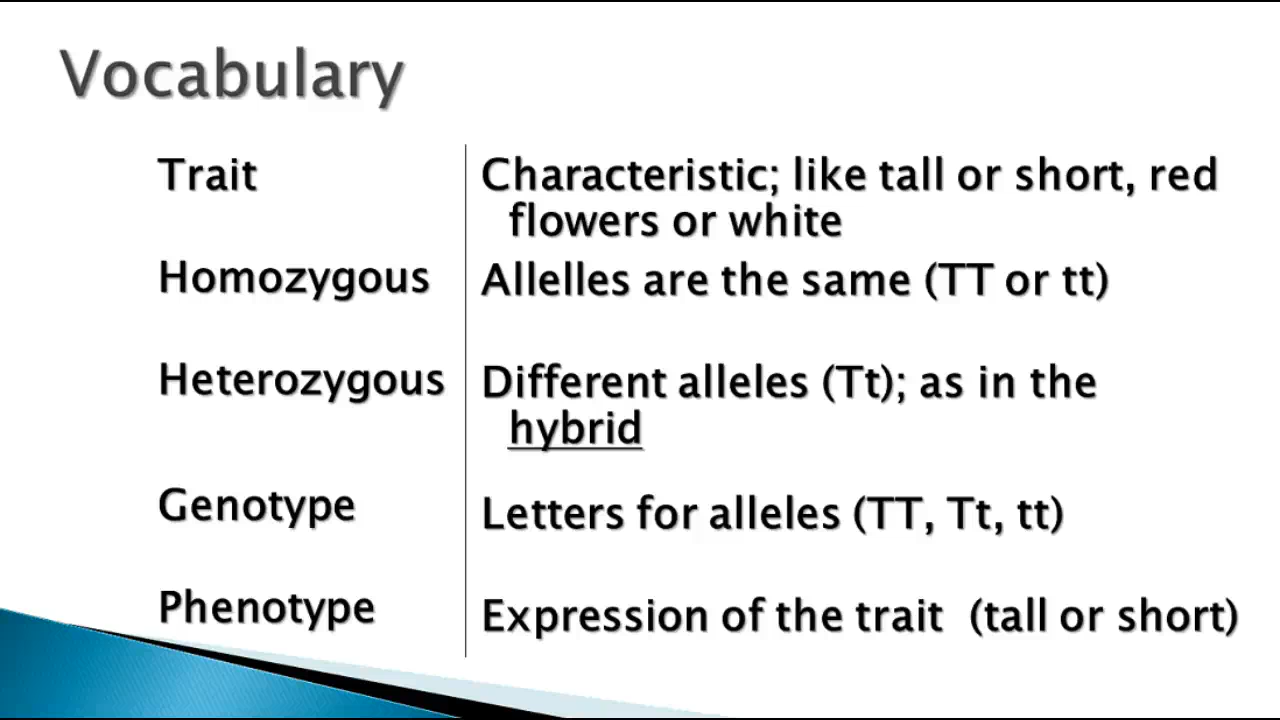 Vocabulary
Trait
Characteristic; like tall or short, red
flowers or white
Homozygous
Allelles are the same (TT or tt)
Heterozygous
Different alleles (Tt); as in the
hybrid
Genotype
Letters for alleles (TT, Tt, tt)
Phenotype
Expression of the trait (tall or short)